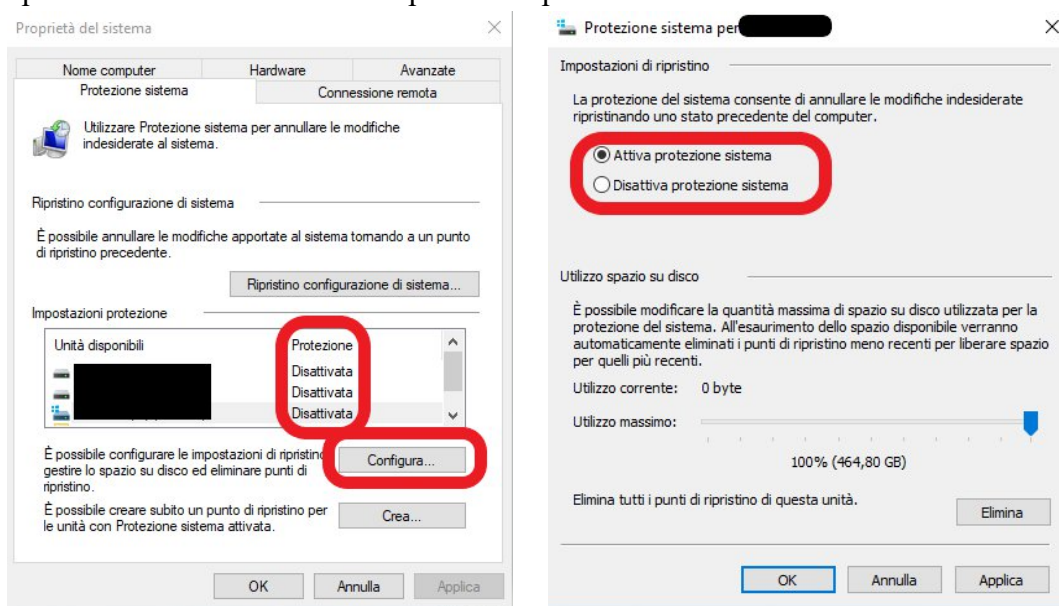 Proprietà del sistema
Nome computer
Hardware
Avanzate
Protezione sistema
Connessione remota
Utilizzare Protezione sistema per annullare le modifiche
indesiderate al sistema.
Ripristino configurazione di sistema
È possibile annullare le modifiche apportate al sistema tornando a un punto
di ripristino precedente.
Ripristino configurazione di sistema...
Impostazioni protezione
Unità disponibili
Protezione
Disattivata
Disattivata
Disattivata
È possibile configurare le impostazioni di ripristino
gestire lo spazio su disco ed eliminare punti di
ripristino.
Configura...
È possibile creare subito un punto di ripristino per
le unità con Protezione sistema attivata.
Crea...
OK
Annulla
Applica
Protezione sistema per
Impostazioni di ripristino
La protezione del sistema consente di annullare le modifiche indesiderate
ripristinando uno stato precedente del computer.
Attiva protezione sistema
Disattiva protezione sistema
Utilizzo spazio su disco
È possibile modificare la quantità massima di spazio su disco utilizzata per la
protezione del sistema. All'esaurimento dello spazio disponibile verranno
automaticamente eliminati i punti di ripristino meno recenti per liberare spazio
per quelli più recenti.
Utilizzo corrente: 0 byte
Utilizzo massimo:
100% (464,80 GB)
Elimina tutti i punti di ripristino di questa unità.
Elimina
OK
Annulla
Applica